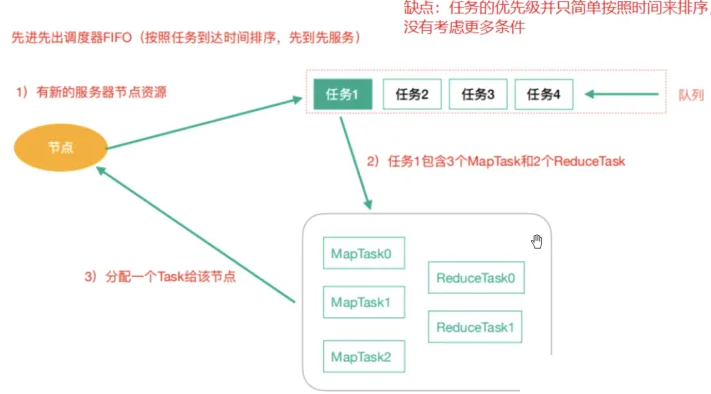 缺点：任务的优先级并只简单按照时间来排序，
没有考虑更多条件
先进先出调度器FIFO（按照任务到达时间排序，先到先服务）
1）有新的服务器节点资源
任务1
任务2
任务3
任务4
队列
节点
2）任务1包含3个MapTask和2个ReduceTask
3）分配一个Task给该节点
MapTask0
ReduceTask0
MapTask1
ReduceTask1
MapTask2